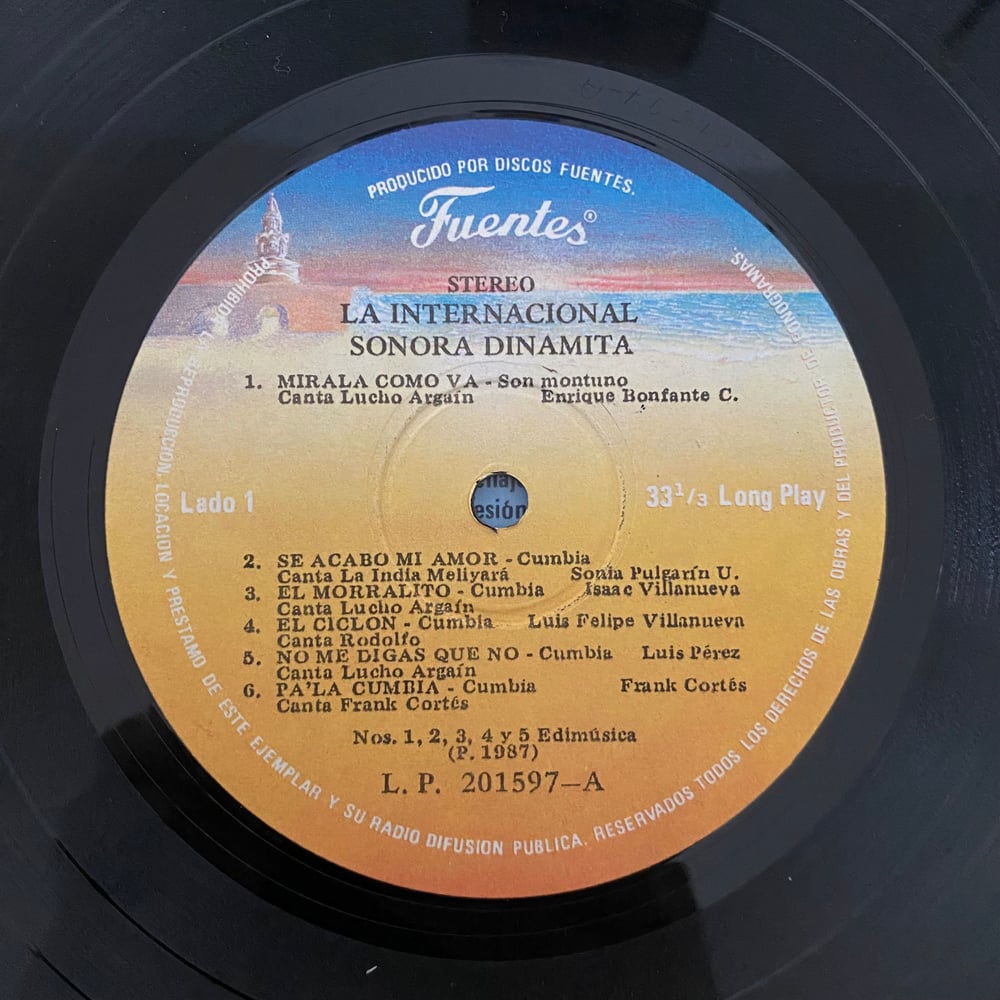 PRODUCIDO POR DISCOS FUENTES.
Fuentes®
STEREO
LA INTERNACIONAL
SONORA DINAMITA
1. MIRALA COMO VA - Son montuno
Canta Lucho Argaín Enrique Bonfante C.
Lado 1
esión
33 1/3 Long Play
2. SE ACABO MI AMOR - Cumbia
Canta La India Meliyará Sonia Pulgarín U.
3. EL MORRALITO - Cumbia Isaac Villanueva
Canta Lucho Argaín
4. EL CICLON - Cumbia Luis Felipe Villanueva
Canta Rodolfo
5. NO ME DIGAS QUE NO - Cumbia Luis Pérez
Canta Lucho Argaín
6. PA'LA CUMBIA - Cumbia Frank Cortés
Canta Frank Cortés
Nos. 1, 2, 3, 4 y 5 Edimúsica
(P. 1987)
L. P. 201597-A
PROHIBIDA REPRODUCCION, LOCACION Y PRESTAMO DE ESTE EJEMPLAR Y SU RADIO DIFUSION PUBLICA. RESERVADOS TODOS LOS DERECHOS DE LAS OBRAS Y DEL PRODUCTOR DE FONOGRAMAS.